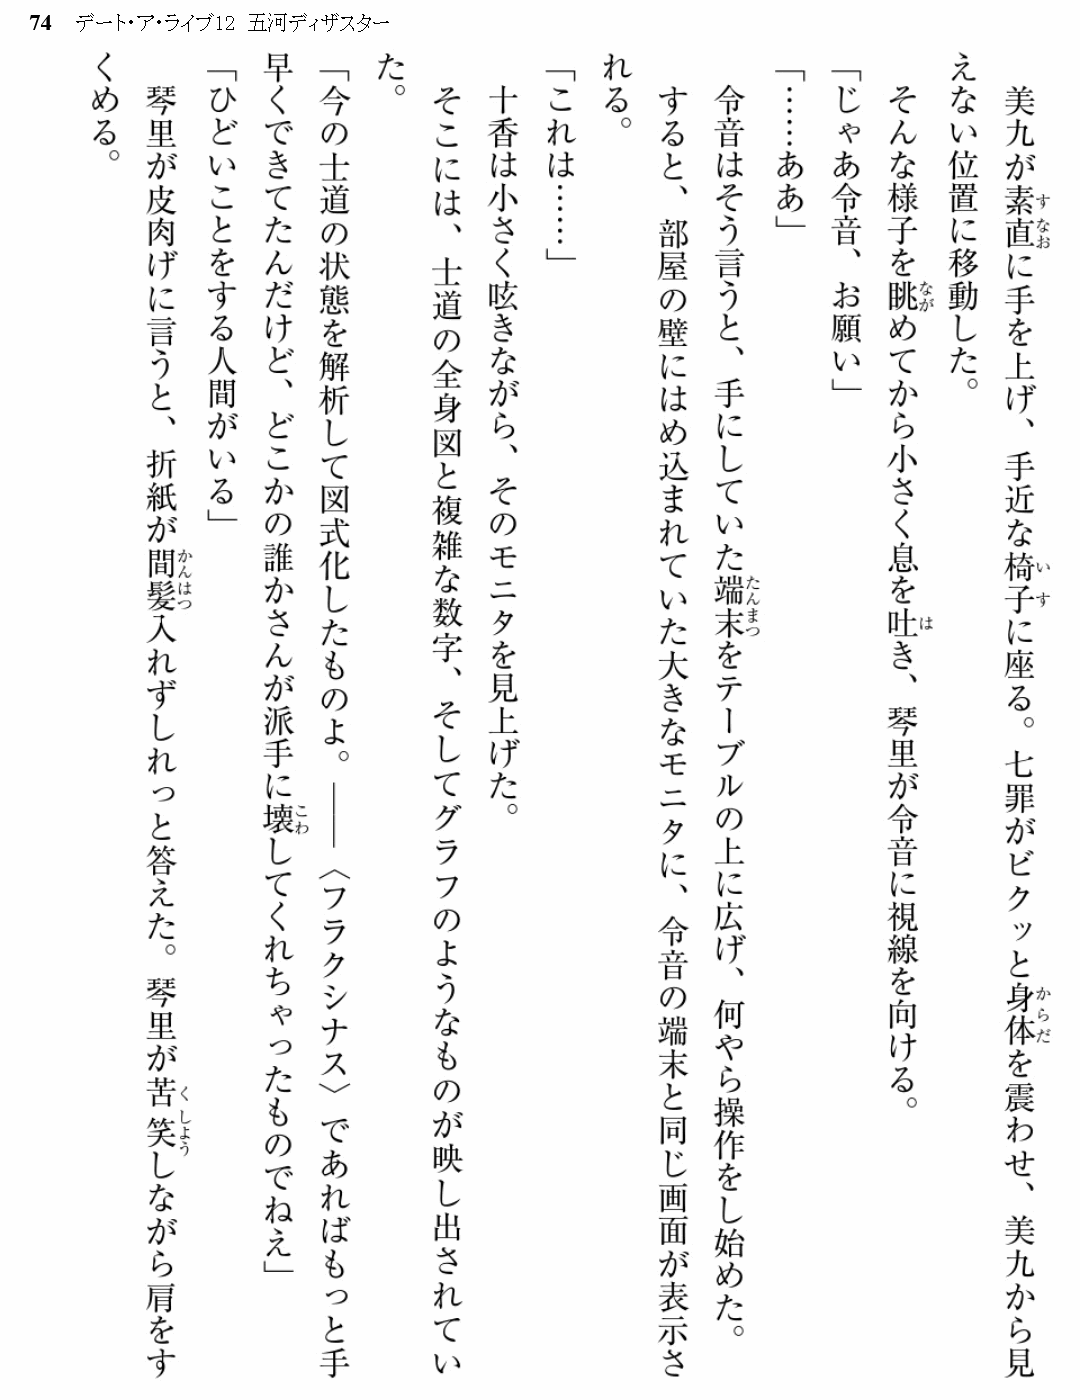 74 デート・ア・ライブ12 五河ディザスター
美九が素直に手を上げ、手近な椅子に座る。七罪がビクッと身体を震わせ、美九から見
えない位置に移動した。
そんな様子を眺めてから小さく息を吐き、琴里が令音に視線を向ける。
「じゃあ令音、お願い」
「……ああ」
令音はそう言うと、手にしていた端末をテーブルの上に広げ、何やら操作をし始めた。
すると、部屋の壁にはめ込まれていた大きなモニタに、令音の端末と同じ画面が表示さ
れる。
「これは……」
十香は小さく呟きながら、そのモニタを見上げた。
そこには、士道の全身図と複雑な数字、そしてグラフのようなものが映し出されてい
た。
「今の士道の状態を解析して図式化したものよ。――〈フラクシナス〉であればもっと手
早くできてたんだけど、どこかの誰かさんが派手に壊してくれちゃったものでねえ」
「ひどいことをする人間がいる」
琴里が皮肉げに言うと、折紙が間髪入れずしれっと答えた。琴里が苦笑しながら肩をす
くめる。